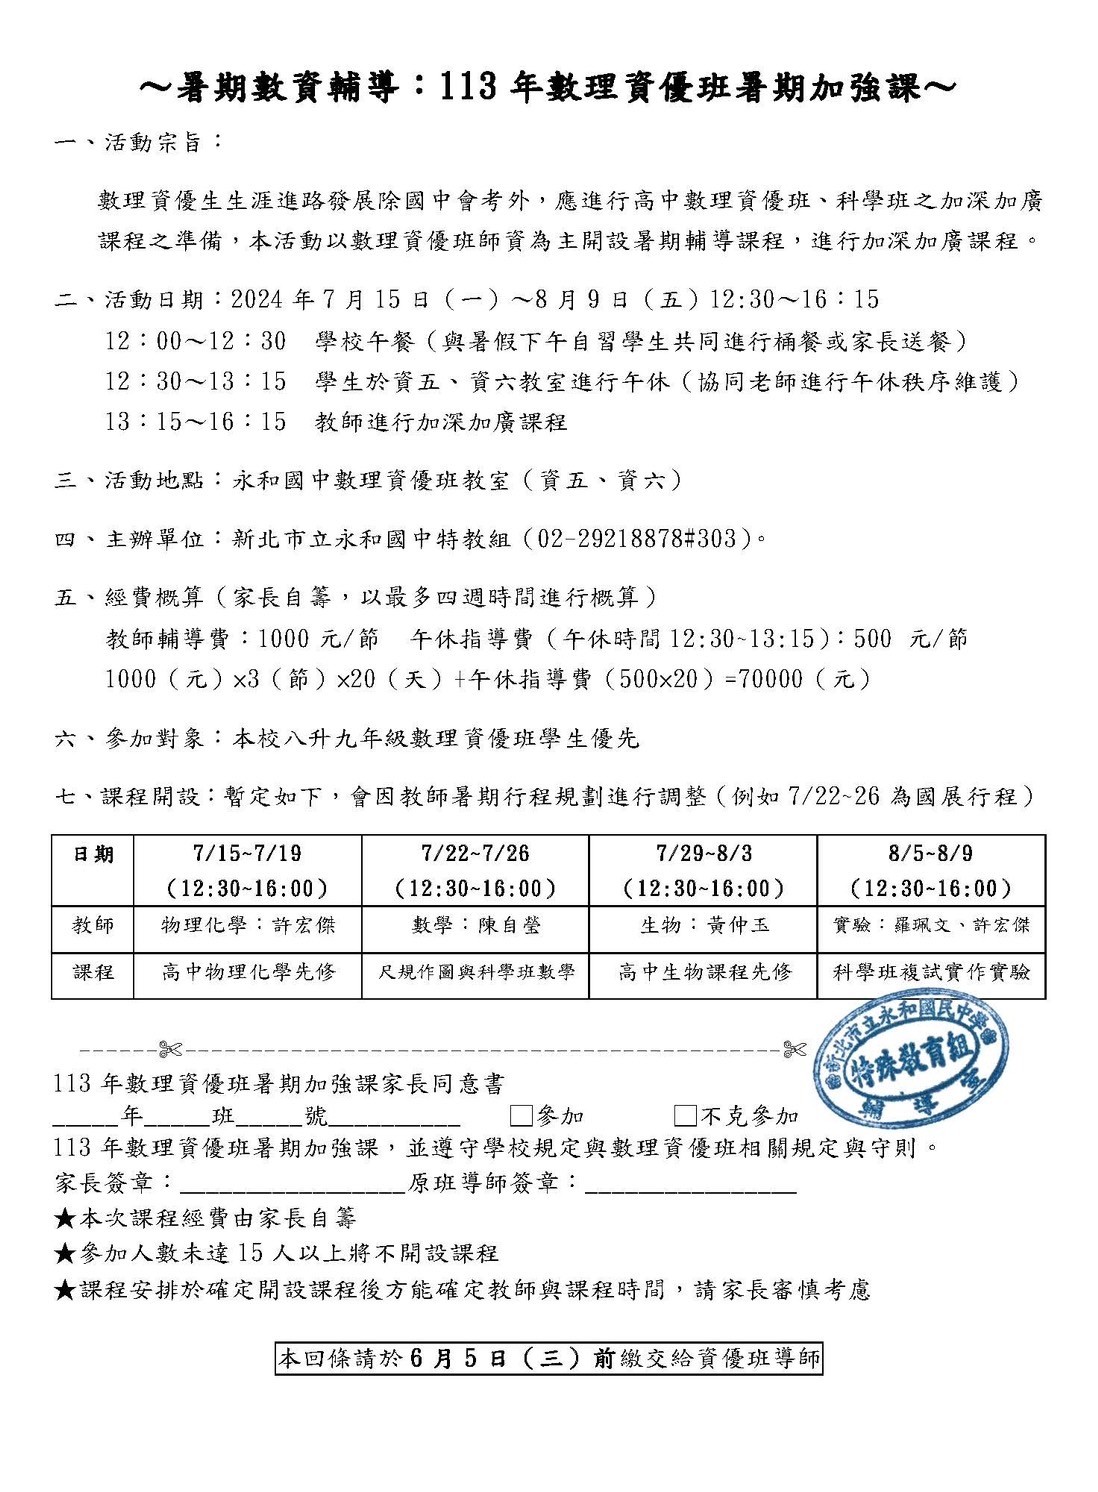 ～暑期數資輔導：113 年數理資優班暑期加強課～
一、活動宗旨：
數理資優生生涯進路發展除國中會考外，應進行高中數理資優班、科學班之加深加廣
課程之準備，本活動以數理資優班師資為主開設暑期輔導課程，進行加深加廣課程。
二、活動日期：2024 年 7 月 15 日（一）～8 月 9 日（五）12:30～16：15
12：00～12：30 學校午餐（與暑假下午自習學生共同進行桶餐或家長送餐）
12：30～13：15 學生於資五、資六教室進行午休（協同老師進行午休秩序維護）
13：15～16：15 教師進行加深加廣課程
三、活動地點：永和國中數理資優班教室（資五、資六）
四、主辦單位：新北市立永和國中特教組（02-29218878#303）。
五、經費概算（家長自籌，以最多四週時間進行概算）
教師輔導費：1000 元/節 午休指導費（午休時間 12:30~13:15）：500 元/節
1000（元）×3（節）×20（天）+午休指導費（500×20）=70000（元）
六、參加對象：本校八升九年級數理資優班學生優先
七、課程開設：暫定如下，會因教師暑期行程規劃進行調整（例如 7/22~26 為國展行程）
日期 7/15~7/19 7/22~7/26 7/29~8/3 8/5~8/9
（12:30~16:00） （12:30~16:00） （12:30~16:00） （12:30~16:00）
教師 物理化學：許宏傑 數學：陳自瑩 生物：黃仲玉 實驗：羅珮文、許宏傑
課程 高中物理化學先修 尺規作圖與科學班數學 高中生物課程先修 科學班複試實作實驗
新北市立永和國民中學
特殊教育組
輔導室
------✄---------------------------------------------✄
113 年數理資優班暑期加強課家長同意書
_____年_____班_____號__________ □參加 □不克參加
113 年數理資優班暑期加強課，並遵守學校規定與數理資優班相關規定與守則。
家長簽章：_________________原班導師簽章：________________
★本次課程經費由家長自籌
★參加人數未達 15 人以上將不開設課程
★課程安排於確定開設課程後方能確定教師與課程時間，請家長審慎考慮
本回條請於 6 月 5 日（三）前繳交給資優班導師